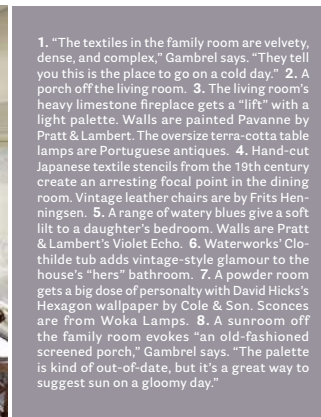 1. “The textiles in the family room are velvety,
dense, and complex,” Gambrel says. “They tell
you this is the place to go on a cold day.” 2. A
porch off the living room. 3. The living room’s
heavy limestone fireplace gets a “lift” with a
light palette. Walls are painted Pavanne by
Pratt & Lambert. The oversize terra-cotta table
lamps are Portuguese antiques. 4. Hand-cut
Japanese textile stencils from the 19th century
create an arresting focal point in the dining
room. Vintage leather chairs are by Frits Hen-
ningsen. 5. A range of watery blues give a soft
lilt to a daughter’s bedroom. Walls are Pratt
& Lambert’s Violet Echo. 6. Waterworks’ Clo-
thilde tub adds vintage-style glamour to the
house’s “hers” bathroom. 7. A powder room
gets a big dose of personalty with David Hicks’s
Hexagon wallpaper by Cole & Son. Sconces
are from Woka Lamps. 8. A sunroom off
the family room evokes “an old-fashioned
screened porch,” Gambrel says. “The palette
is kind of out-of-date, but it’s a great way to
suggest sun on a gloomy day.”